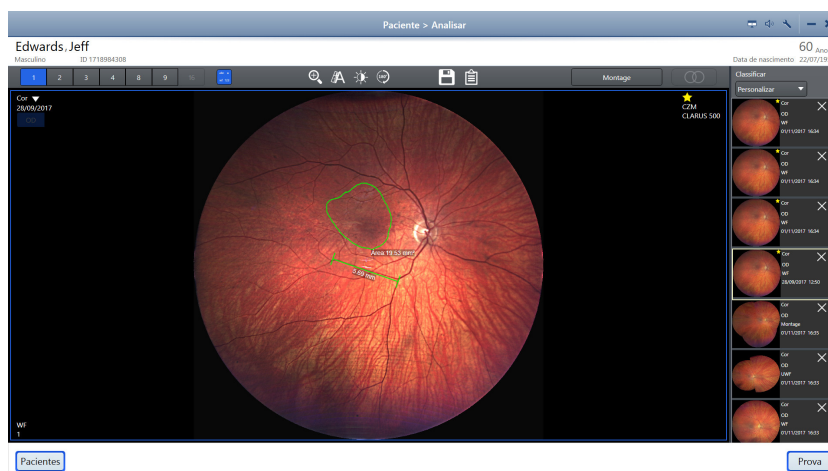 Paciente > Analisar
Edwards, Jeff
Masculino
ID 1718984308
60 Ano
Data de nascimento 22/07/19
1 2 3 4 8 9 16
Montage
Classificar
Personalizar
Cor
28/09/2017
OD
CZM
CLARUS 500
Área 19.53 mm²
WF
1
Cor
OD
WF
01/11/2017 16:34
Cor
OD
WF
01/11/2017 16:34
Cor
OD
WF
01/11/2017 16:34
Cor
OD
WF
28/09/2017 12:50
Cor
OD
Montage
01/11/2017 16:35
Cor
OD
UWF
01/11/2017 16:33
Cor
OD
WF
01/11/2017 16:33
Pacientes
Prova